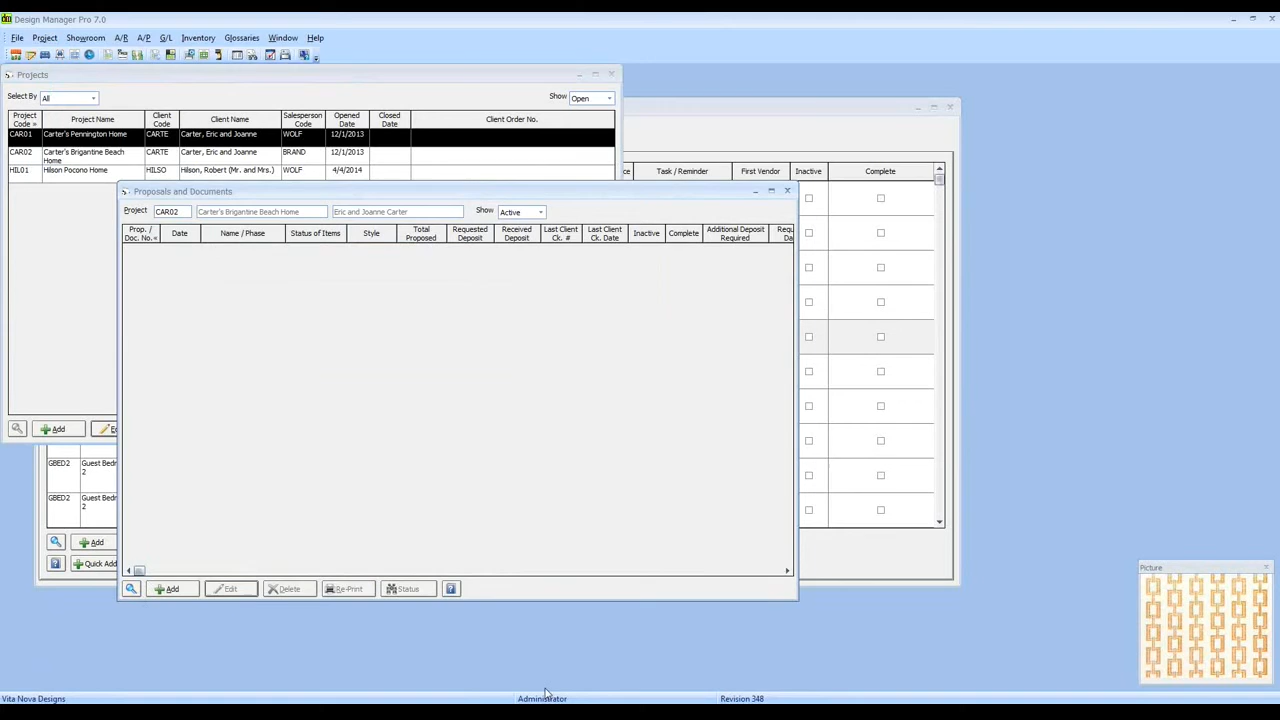 Design Manager Pro 7.0
File Project Showroom A/R A/P G/L Inventory Glossaries Window Help
Projects
Select By All Show Open
Project Code » Project Name Client Code Client Name Salesperson Code Opened Date Closed Date Client Order No.
CAR01 Carter's Pennington Home CARTE Carter, Eric and Joanne WOLF 12/1/2013
CAR02 Carter's Brigantine Beach Home CARTE Carter, Eric and Joanne BRAND 12/1/2013
HIL01 Hilson Pocono Home HILSO Hilson, Robert (Mr. and Mrs.) WOLF 4/4/2014
Task / Reminder First Vendor Inactive Complete
Proposals and Documents
Project CAR02 Carter's Brigantine Beach Home Eric and Joanne Carter Show Active
Prop. / Doc. No.« Date Name / Phase Status of Items Style Total Proposed Requested Deposit Received Deposit Last Client Ck. # Last Client Ck. Date Inactive Complete Additional Deposit Required
Add
GBED2 Guest Bedr 2
GBED2 Guest Bedr 2
Add
Quick Add
Add Edit Delete Re-Print Status
Picture
Vita Nova Designs Administrator Revision 348